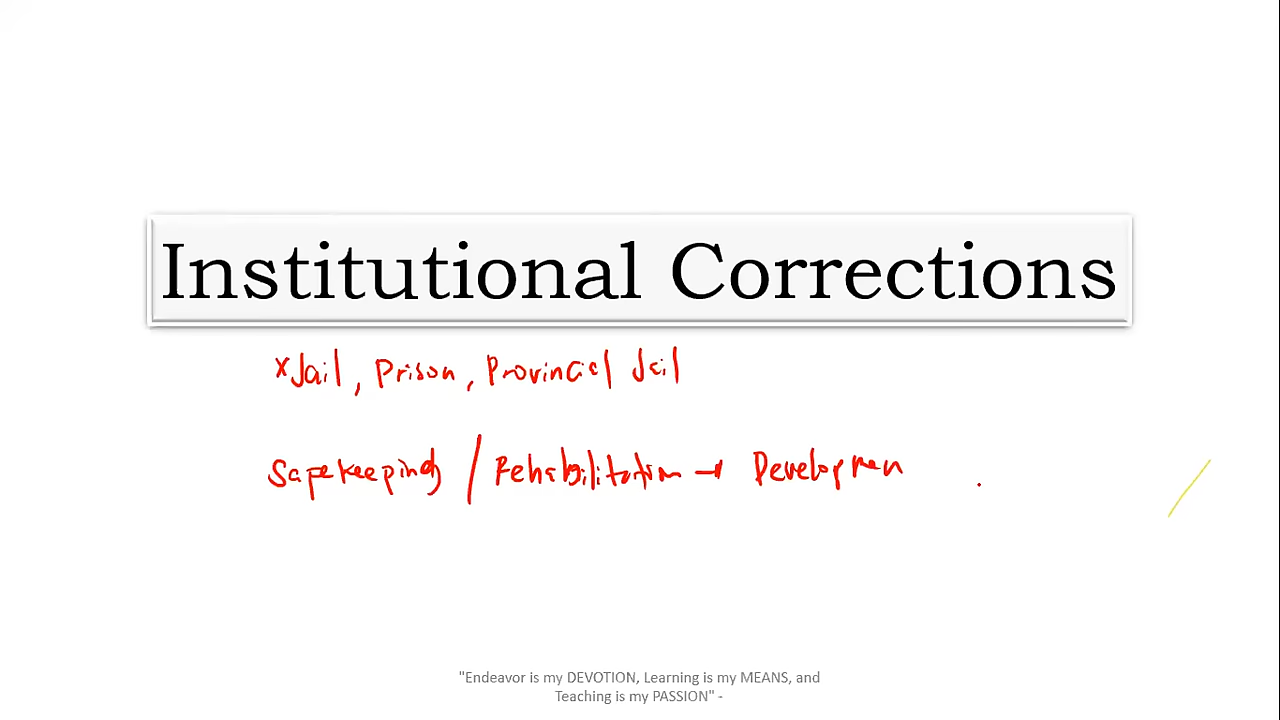 Institutional Corrections
xJail, Prison, Provincial Jail
Safekeeping / Rehabilitation → Developmen
"Endeavor is my DEVOTION, Learning is my MEANS, and
Teaching is my PASSION" -